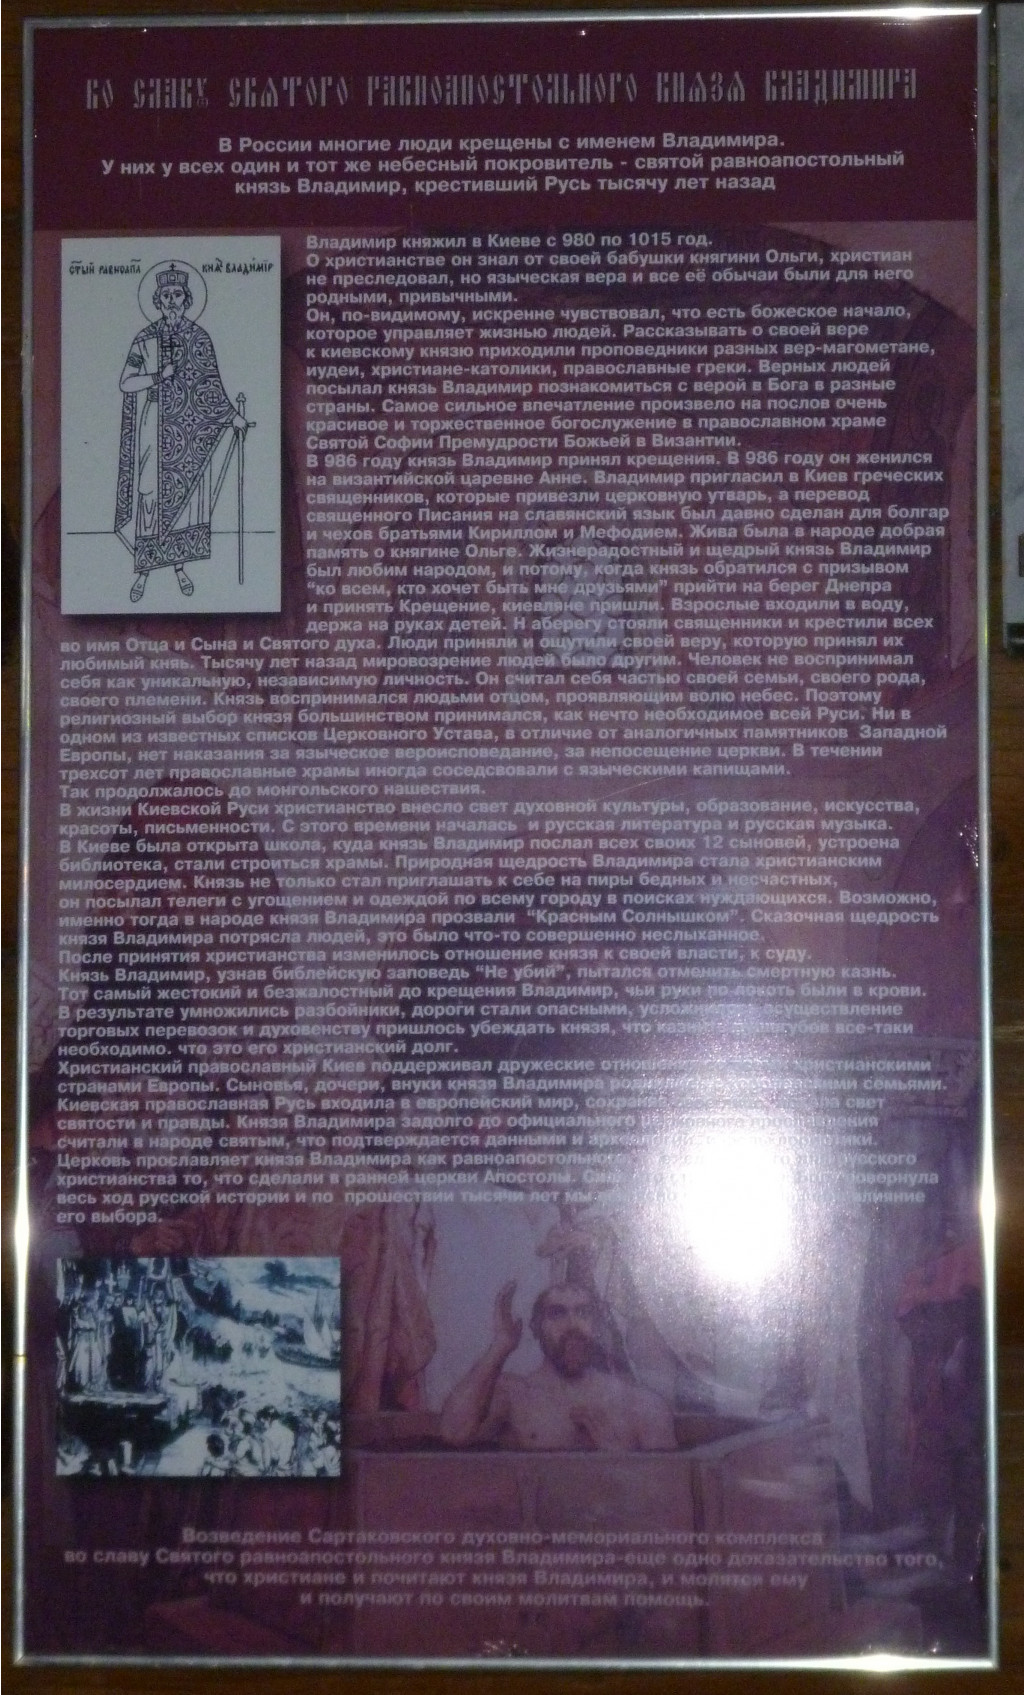 во славу святого равноапостольного князя владимира
В России многие люди крещены с именем Владимира.
У них у всех один и тот же небесный покровитель - святой равноапостольный
князь Владимир, крестивший Русь тысячу лет назад
Владимир княжил в Киеве с 980 по 1015 год.
О христианстве он знал от своей бабушки княгини Ольги, христиан
не преследовал, но языческая вера и все её обычаи были для него
родными, привычными.
Он, по-видимому, искренне чувствовал, что есть божеское начало,
которое управляет жизнью людей. Рассказывать о своей вере
к киевскому князю приходили проповедники разных вер-магометане,
иудеи, христиане-католики, православные греки. Верных людей
посылал князь Владимир познакомиться с верой в Бога в разные
страны. Самое сильное впечатление произвело на послов очень
красивое и торжественное богослужение в православном храме
Святой Софии Премудрости Божьей в Византии.
В 986 году князь Владимир принял крещения. В 986 году он женился
на византийской царевне Анне. Владимир пригласил в Киев греческих
священников, которые привезли церковную утварь, а перевод
священного Писания на славянский язык был давно сделан для болгар
и чехов братьями Кириллом и Мефодием. Жива была в народе добрая
память о княгине Ольге. Жизнерадостный и щедрый князь Владимир
был любим народом, и потому, когда князь обратился с призывом
"ко всем, кто хочет быть мне друзьями" прийти на берег Днепра
и принять Крещение, киевляне пришли. Взрослые входили в воду,
держа на руках детей. Н аберегу стояли священники и крестили всех
во имя Отца и Сына и Святого духа. Люди приняли и ощутили своей веру, которую принял их
любимый княь. Тысячу лет назад мировозрение людей было другим. Человек не воспринимал
себя как уникальную, независимую личность. Он считал себя частью своей семьи, своего рода,
своего племени. Князь воспринимался людьми отцом, проявляющим волю небес. Поэтому
религиозный выбор князя большинством принимался, как нечто необходимое всей Руси. Ни в
одном из известных списков Церковного Устава, в отличие от аналогичных памятников Западной
Европы, нет наказания за языческое вероисповедание, за непосещение церкви. В течении
трехсот лет православные храмы иногда соседсвовали с языческими капищами.
Так продолжалось до монгольского нашествия.
В жизни Киевской Руси христианство внесло свет духовной культуры, образование, искусства,
красоты, письменности. С этого времени началась и русская литература и русская музыка.
В Киеве была открыта школа, куда князь Владимир послал всех своих 12 сыновей, устроена
библиотека, стали строиться храмы. Природная щедрость Владимира стала христианским
милосердием. Князь не только стал приглашать к себе на пиры бедных и несчастных,
он посылал телеги с угощением и одеждой по всему городу в поисках нуждающихся. Возможно,
именно тогда в народе князя Владимира прозвали "Красным Солнышком". Сказочная щедрость
князя Владимира потрясла людей, это было что-то совершенно неслыханное.
После принятия христианства изменилось отношение князя к своей власти, к суду.
Князь Владимир, узнав библейскую заповедь "Не убий", пытался отменить смертную казнь.
Тот самый жестокий и безжалостный до крещения Владимир, чьи руки по локоть были в крови.
В результате умножились разбойники, дороги стали опасными, осуществление
торговых перевозок и духовенству пришлось убеждать князя, что все-таки
необходимо. что это его христианский долг.
Христианский православный Киев поддерживал дружеские христианскими
странами Европы. Сыновья, дочери, внуки князя Владимира семьями.
Киевская православная Русь входила в европейский мир, свет
святости и правды. Князя Владимира задолго до официального
считали в народе святым, что подтверждается данными и
Церковь прославляет князя Владимира как русского
христианства то, что сделали в ранней церкви Апостолы. повернула
весь ход русской истории и по прошествии тысячи лет мы влияние
его выбора.
стый равноапл княз владимир
Возведение Сартаковского духовно-мемориального комплекса
во славу Святого равноапостольного князя Владимира-еще одно доказательство того,
что христиане и почитают князя Владимира, и молятся ему
и получают по своим молитвам помощь.